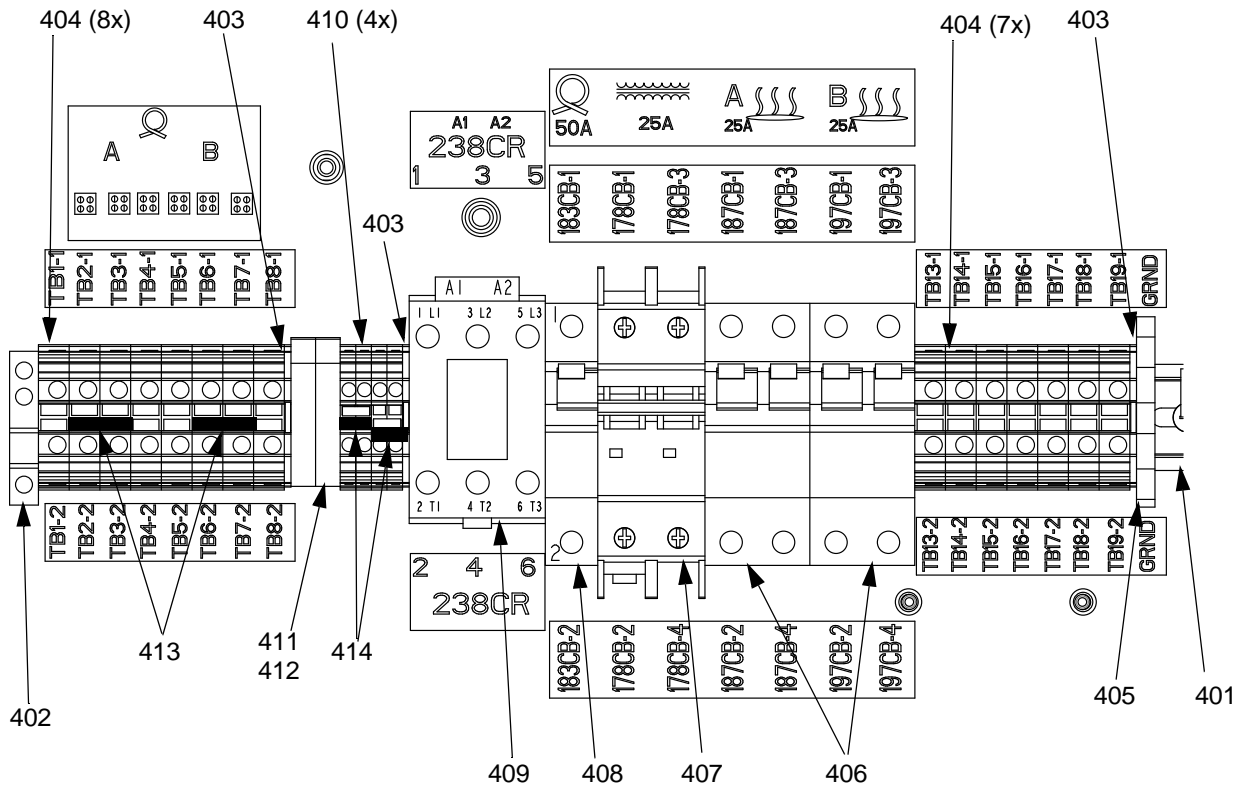 404 (8x) 403 410 (4x) 404 (7x) 403
A B
A1 A2
238CR
1 3 5
403
50A 25A A 25A B 25A
183CB-1 178CB-1 178CB-3 187CB-1 187CB-3 197CB-1 197CB-3
TB1-1 TB2-1 TB3-1 TB4-1 TB5-1 TB6-1 TB7-1 TB8-1
TB13-1 TB14-1 TB15-1 TB16-1 TB17-1 TB18-1 TB19-1 GRND
A1 A2
1 L1 3 L2 5 L3
1
2 T1 4 T2 6 T3
2
TB1-2 TB2-2 TB3-2 TB4-2 TB5-2 TB6-2 TB7-2 TB8-2
TB13-2 TB14-2 TB15-2 TB16-2 TB17-2 TB18-2 TB19-2 GRND
2 4 6
238CR
183CB-2 178CB-2 178CB-4 187CB-2 187CB-4 197CB-2 197CB-4
413 411 414
412
402 405 401
409 408 407 406